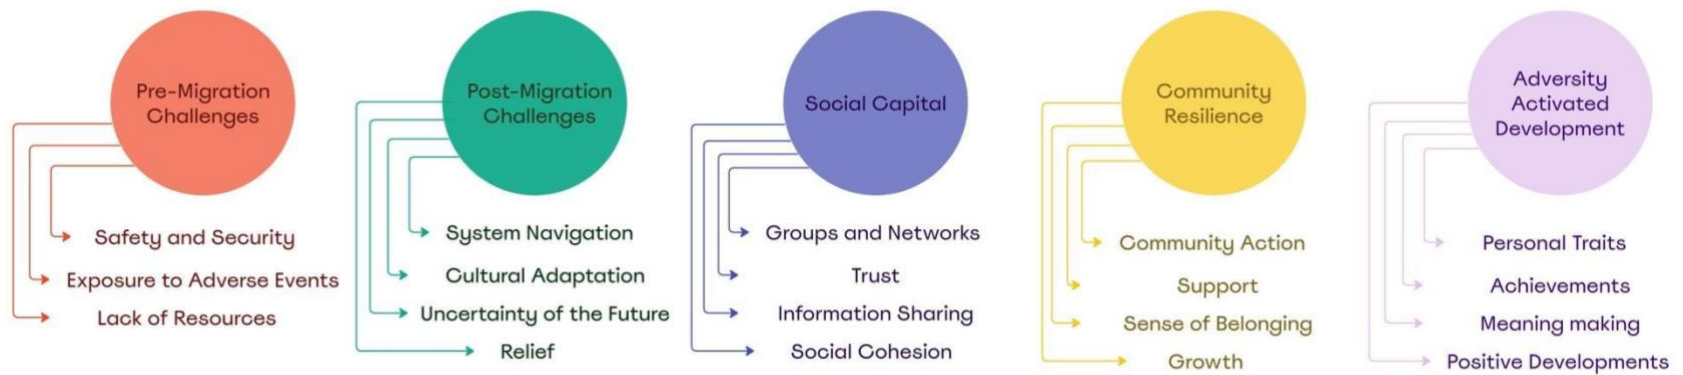 Pre-Migration
Challenges
Safety and Security
Exposure to Adverse Events
Lack of Resources
Post-Migration
Challenges
System Navigation
Cultural Adaptation
Uncertainty of the Future
Relief
Social Capital
Groups and Networks
Trust
Information Sharing
Social Cohesion
Community
Resilience
Community Action
Support
Sense of Belonging
Growth
Adversity
Activated
Development
Personal Traits
Achievements
Meaning making
Positive Developments